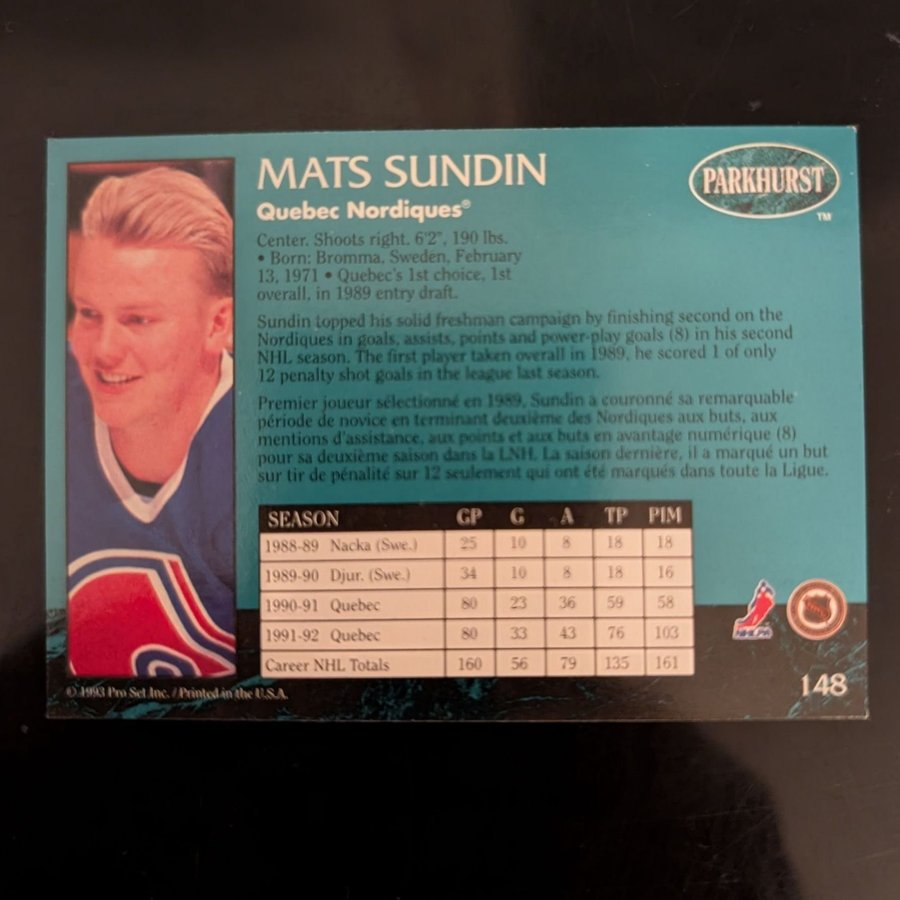 MATS SUNDIN
PARKHURST
TM
Quebec Nordiques®
Center. Shoots right. 6'2", 190 lbs.
• Born: Bromma, Sweden, February
13, 1971 • Quebec's 1st choice, 1st
overall, in 1989 entry draft.
Sundin topped his solid freshman campaign by finishing second on the
Nordiques in goals, assists, points and power-play goals (8) in his second
NHL season. The first player taken overall in 1989, he scored 1 of only
12 penalty shot goals in the league last season.
Premier joueur sélectionné en 1989, Sundin a couronné sa remarquable
période de novice en terminant deuxième des Nordiques aux buts, aux
mentions d'assistance, aux points et aux buts en avantage numérique (8)
pour sa deuxième saison dans la LNH. La saison dernière, il a marqué un but
sur tir de pénalité sur 12 seulement qui ont été marqués dans toute la Ligue.
SEASON GP G A TP PIM
1988-89 Nacka (Swe.) 25 10 8 18 18
1989-90 Djur. (Swe.) 34 10 8 18 16
1990-91 Quebec 80 23 36 59 58
1991-92 Quebec 80 33 43 76 103
Career NHL Totals 160 56 79 135 161
NHLPA
148
© 1993 Pro Set Inc. / Printed in the U.S.A.